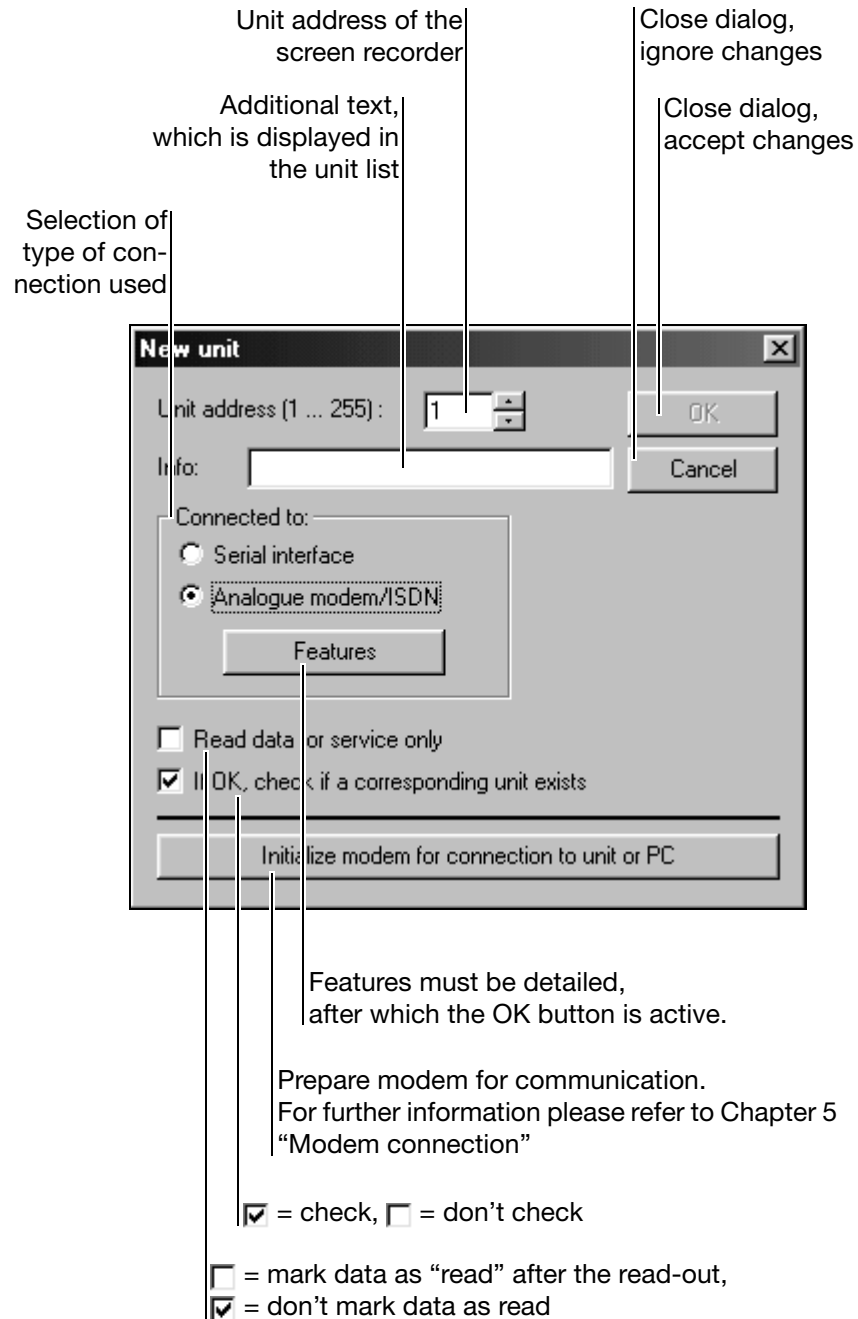 Unit address of the
screen recorder
Close dialog,
ignore changes
Additional text,
which is displayed in
the unit list
Close dialog,
accept changes
Selection of
type of con-
nection used
New unit
Unit address (1 ... 255) :
1
OK
Info:
Cancel
Connected to:
Serial interface
Analogue modem/ISDN
Features
Read data for service only
If OK, check if a corresponding unit exists
Initialize modem for connection to unit or PC
Features must be detailed,
after which the OK button is active.
Prepare modem for communication.
For further information please refer to Chapter 5
“Modem connection”
= check, = don’t check
= mark data as “read” after the read-out,
= don’t mark data as read